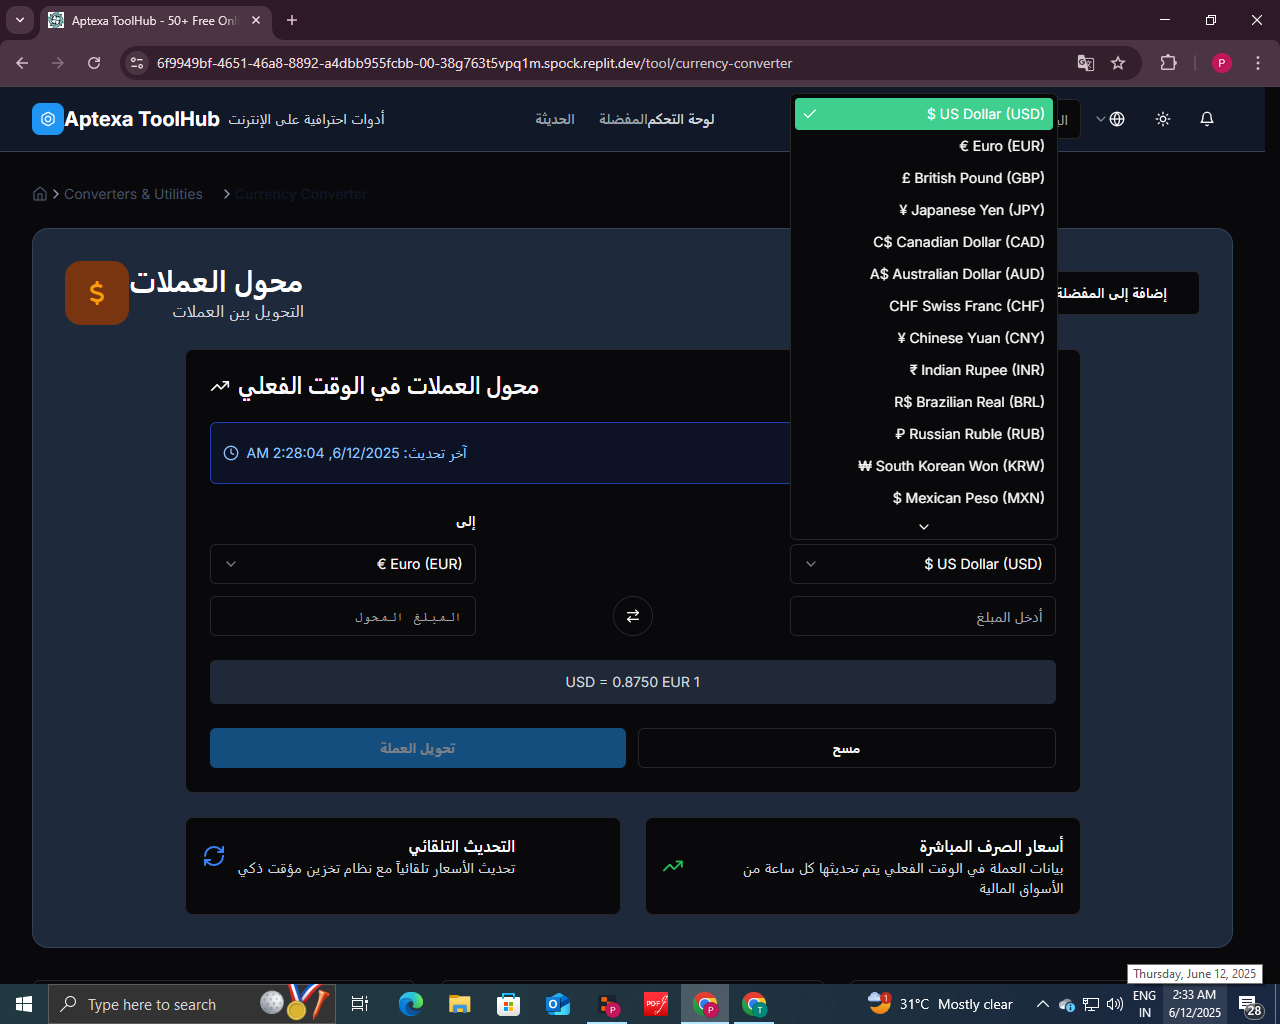 Aptexa ToolHub - 50+ Free Onl
6f9949bf-4651-46a8-8892-a4dbb955fcbb-00-38g763t5vpq1m.spock.replit.dev/tool/currency-converter
P
Aptexa ToolHub
أدوات احترافية على الإنترنت
الحديثة
المفضلة
لوحة التحكم
Converters & Utilities
Currency Converter
محول العملات
التحويل بين العملات
إضافة إلى المفضلة
$ US Dollar (USD)
€ Euro (EUR)
£ British Pound (GBP)
¥ Japanese Yen (JPY)
C$ Canadian Dollar (CAD)
A$ Australian Dollar (AUD)
CHF Swiss Franc (CHF)
¥ Chinese Yuan (CNY)
₹ Indian Rupee (INR)
R$ Brazilian Real (BRL)
₽ Russian Ruble (RUB)
₩ South Korean Won (KRW)
$ Mexican Peso (MXN)
محول العملات في الوقت الفعلي
آخر تحديث: 6/12/2025, 2:28:04 AM
إلى
€ Euro (EUR)
$ US Dollar (USD)
المبلغ المحول
أدخل المبلغ
USD = 0.8750 EUR 1
تحويل العملة
مسح
أسعار الصرف المباشرة
بيانات العملة في الوقت الفعلي يتم تحديثها كل ساعة من
الأسواق المالية
التحديث التلقائي
تحديث الأسعار تلقائياً مع نظام تخزين مؤقت ذكي
Thursday, June 12, 2025
Type here to search
31°C Mostly clear
ENG
IN
2:33 AM
6/12/2025
28